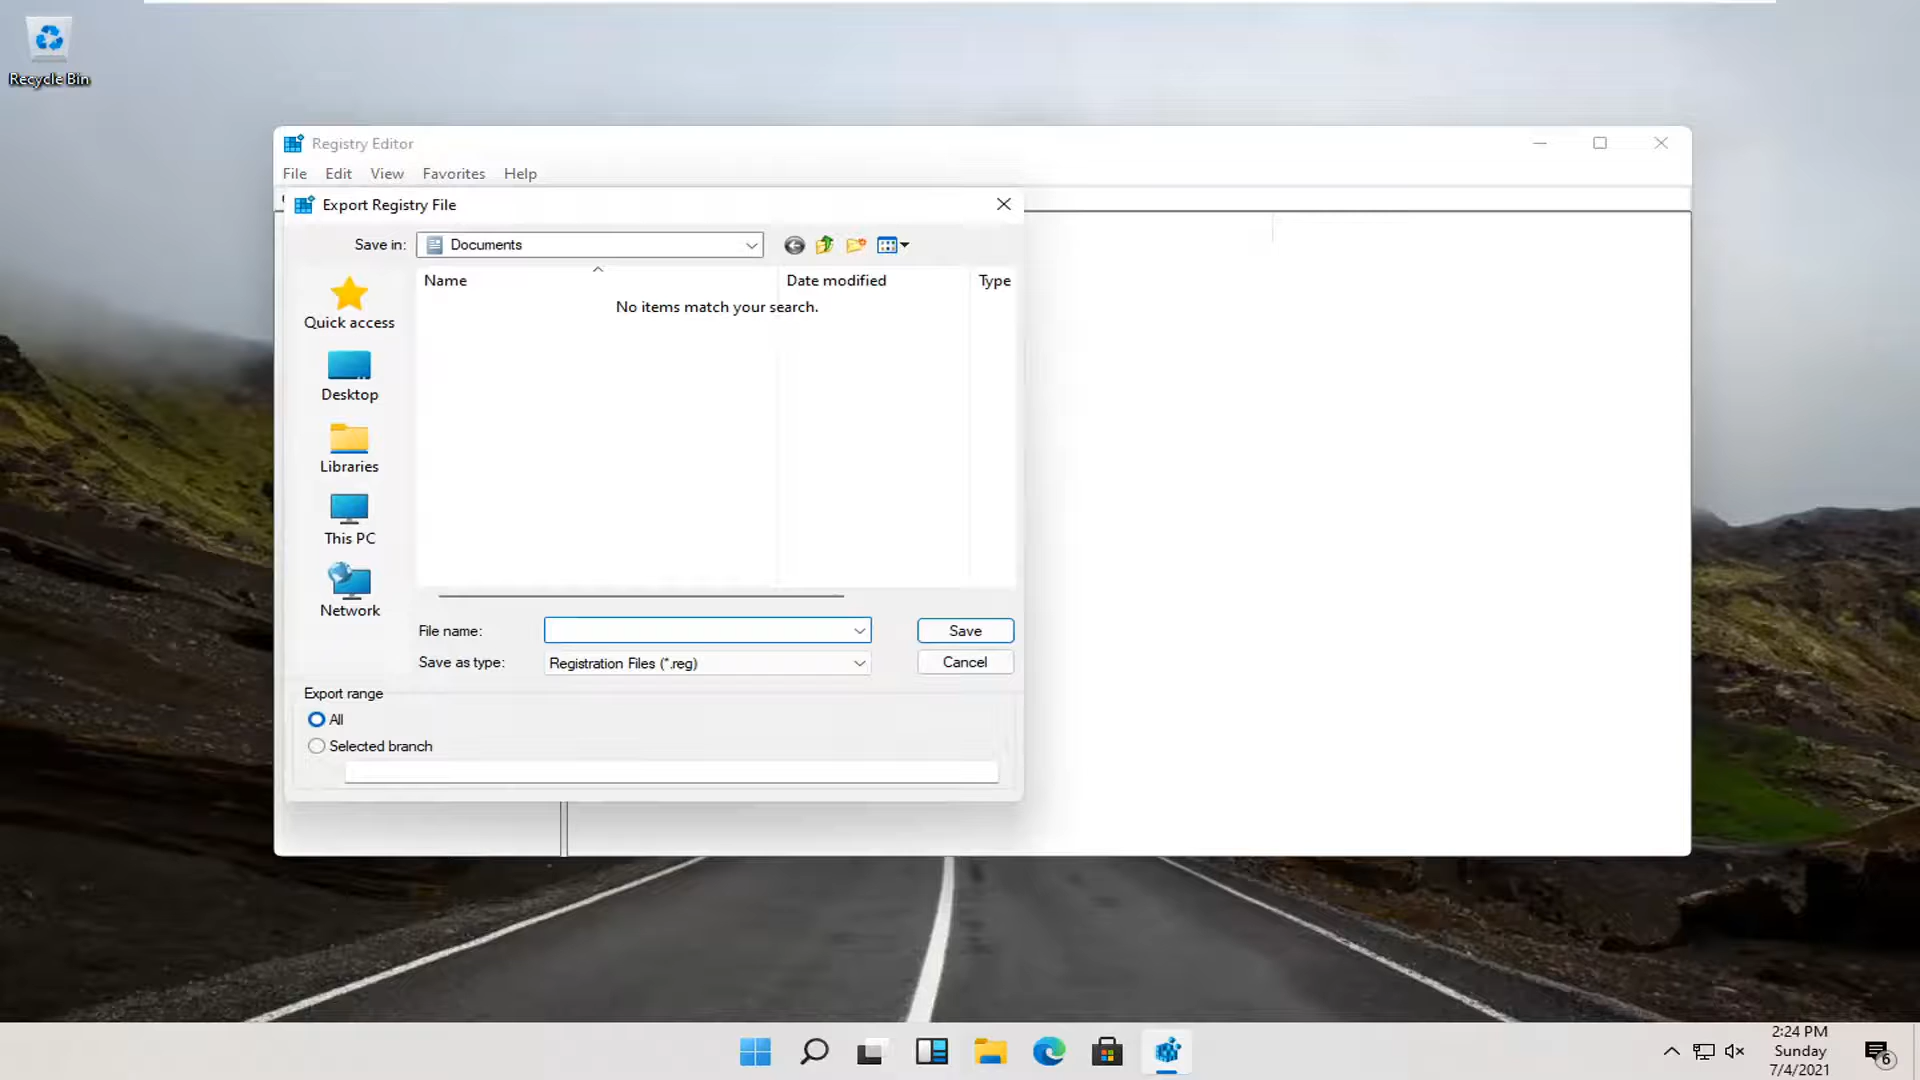 Recycle Bin
Registry Editor
File Edit View Favorites Help
Export Registry File
Save in: Documents
Name Date modified Type
No items match your search.
Quick access
Desktop
Libraries
This PC
Network
File name: Save
Save as type: Registration Files (*.reg) Cancel
Export range
All
Selected branch
2:24 PM
Sunday
7/4/2021
6